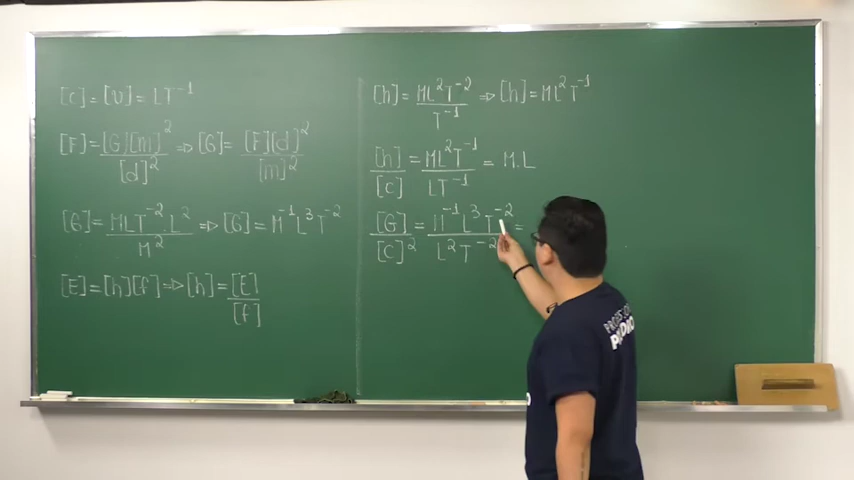 [c] = [v] = LT⁻¹
[F] = [G][m]² / [d]² ⇒ [G] = [F][d]² / [m]²
[G] = MLT⁻² . L² / M² ⇒ [G] = M⁻¹L³T⁻²
[E] = [h][f] ⇒ [h] = [E] / [f]
[h] = ML²T⁻² / T⁻¹ ⇒ [h] = ML²T⁻¹
[h] / [c] = ML²T⁻¹ / LT⁻¹ = M.L
[G] / [c]² = M⁻¹L³T⁻² / L²T⁻² =